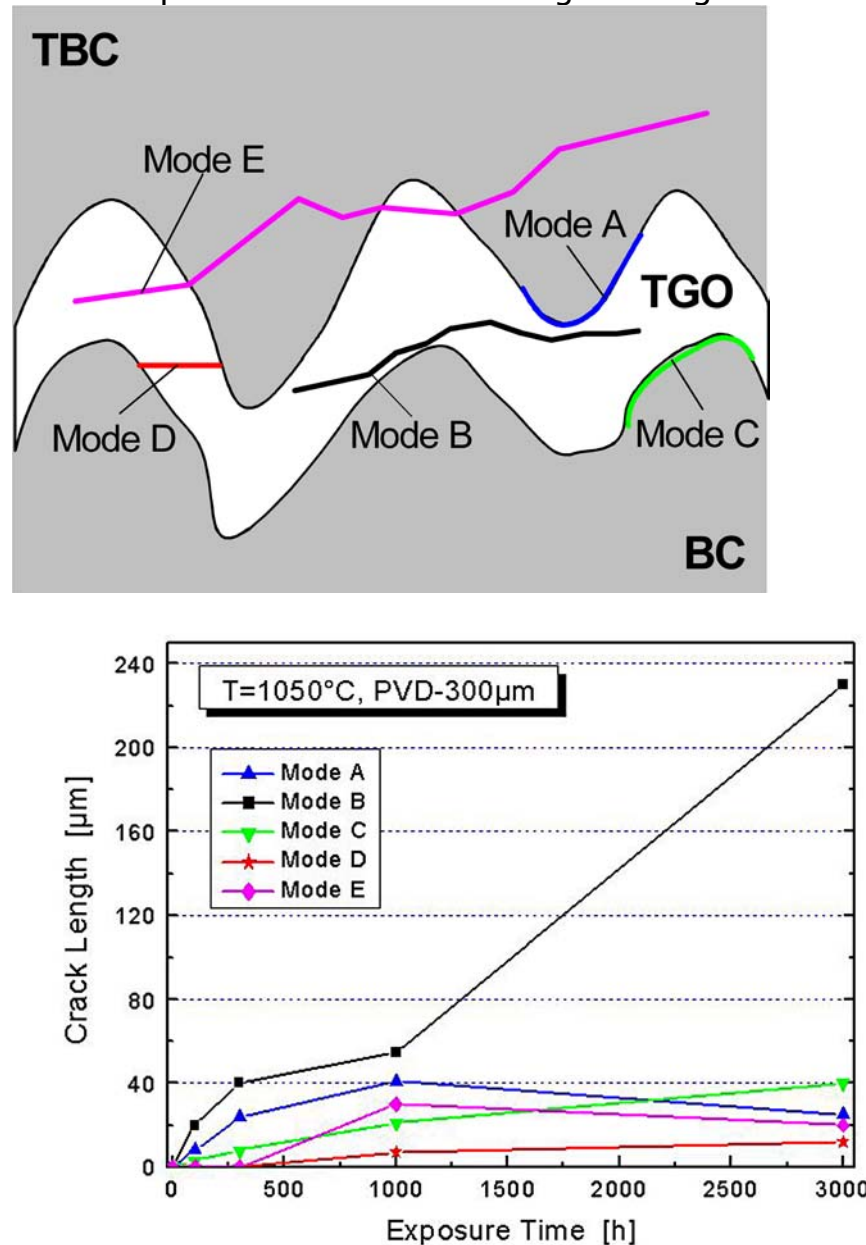 TBC
Mode E
Mode A
TGO
Mode D
Mode B
Mode C
BC
240
200
160
120
80
40
0
Crack Length [µm]
T=1050°C, PVD-300µm
Mode A
Mode B
Mode C
Mode D
Mode E
0 500 1000 1500 2000 2500 3000
Exposure Time [h]